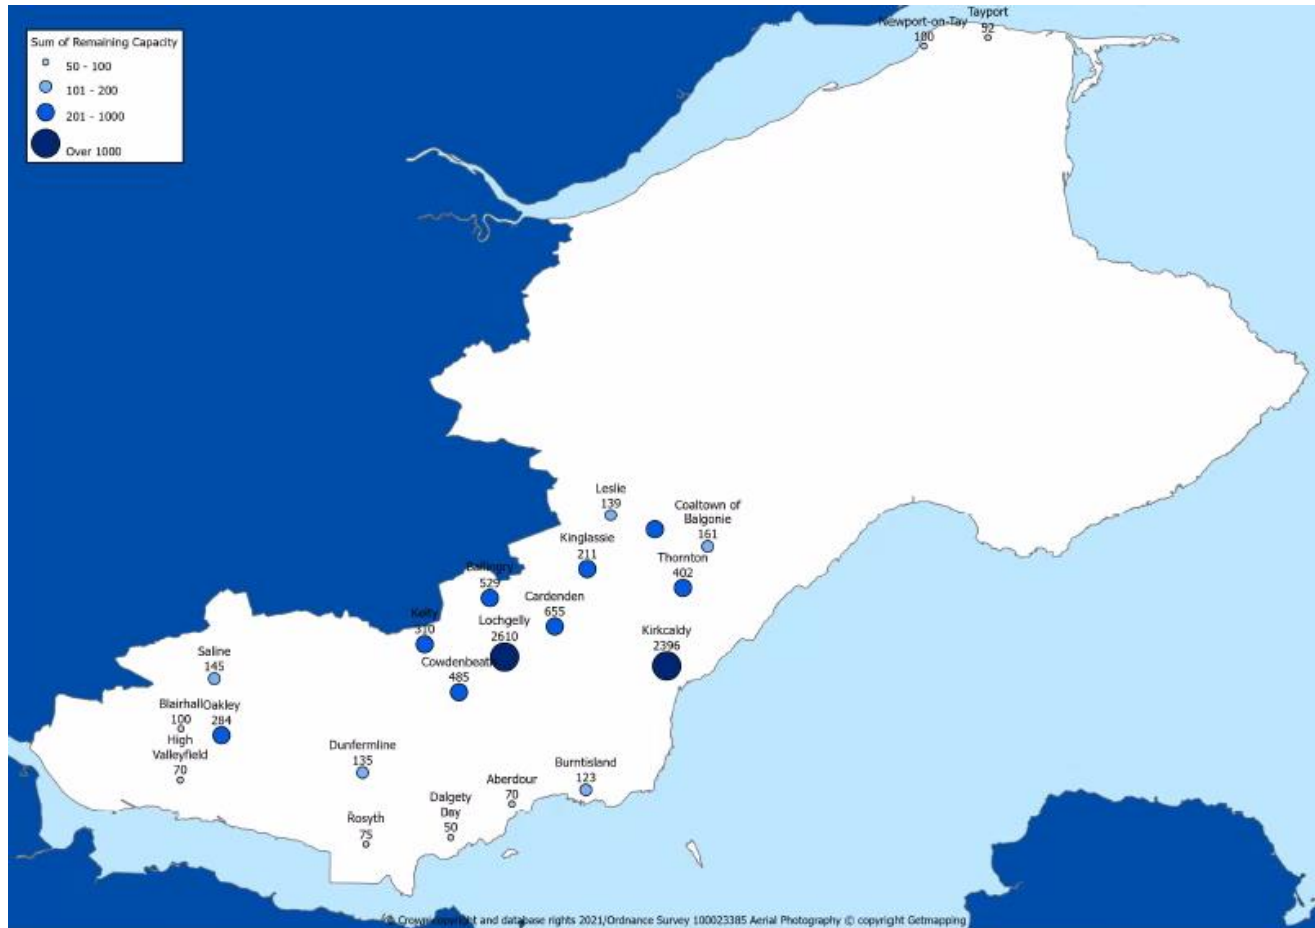 Sum of Remaining Capacity
50 - 100
101 - 200
201 - 1000
Over 1000
Tayport
52
Newport-on-Tay
100
Leslie
139
Coaltown of
Balgonie
161
Kinglassie
211
Thornton
402
Ballingry
529
Cardenden
655
Kelty
310
Lochgelly
2610
Kirkcaldy
2396
Cowdenbeath
485
Saline
145
Blairhall
100
Oakley
284
High
Valleyfield
70
Dunfermline
135
Burntisland
123
Aberdour
70
Dalgety
Bay
50
Rosyth
75
© Crown copyright and database rights 2021/Ordnance Survey 100023385 Aerial Photography © copyright Getmapping